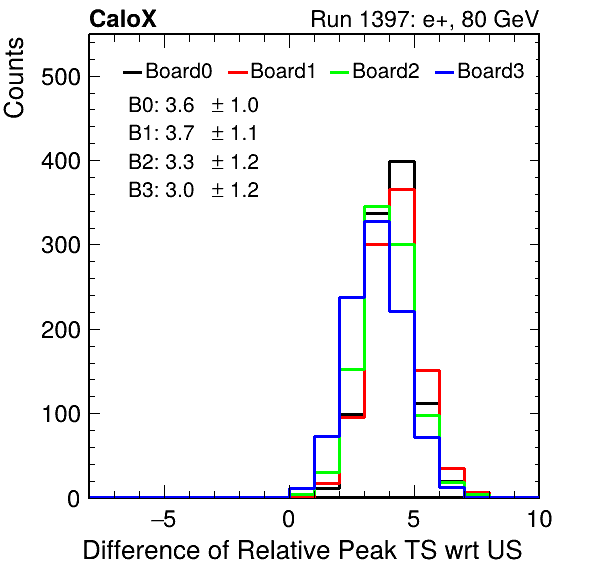 CaloX Run 1397: e+, 80 GeV
Counts
Board0 Board1 Board2 Board3
B0: 3.6 ± 1.0
B1: 3.7 ± 1.1
B2: 3.3 ± 1.2
B3: 3.0 ± 1.2
500
400
300
200
100
0
−5 0 5 10
Difference of Relative Peak TS wrt US